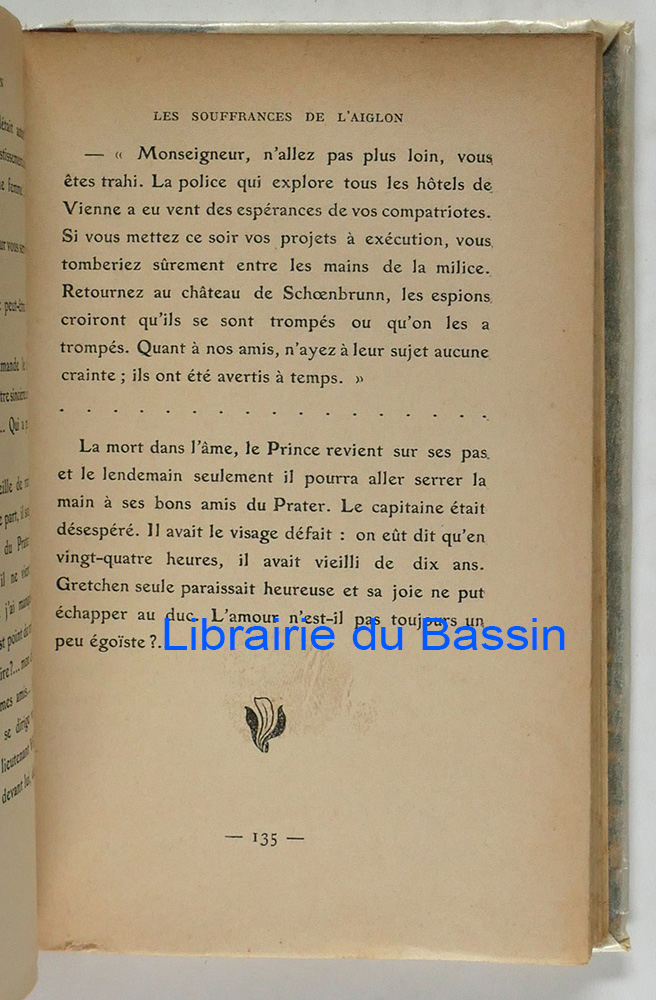 LES SOUFFRANCES DE L'AIGLON
— « Monseigneur, n'allez pas plus loin, vous
êtes trahi. La police qui explore tous les hôtels de
Vienne a eu vent des espérances de vos compatriotes.
Si vous mettez ce soir vos projets à exécution, vous
tomberiez sûrement entre les mains de la milice.
Retournez au château de Schœnbrunn, les espions
croiront qu'ils se sont trompés ou qu'on les a
trompés. Quant à nos amis, n'ayez à leur sujet aucune
crainte ; ils ont été avertis à temps. »
. . . . . . . . . . . . . . . . .
La mort dans l'âme, le Prince revient sur ses pas
et le lendemain seulement il pourra aller serrer la
main à ses bons amis du Prater. Le capitaine était
désespéré. Il avait le visage défait : on eût dit qu'en
vingt-quatre heures, il avait vieilli de dix ans.
Gretchen seule paraissait heureuse et sa joie ne put
échapper au duc. L'amour n'est-il pas toujours un
peu égoïste ?.
Librairie du Bassin
— 135 —